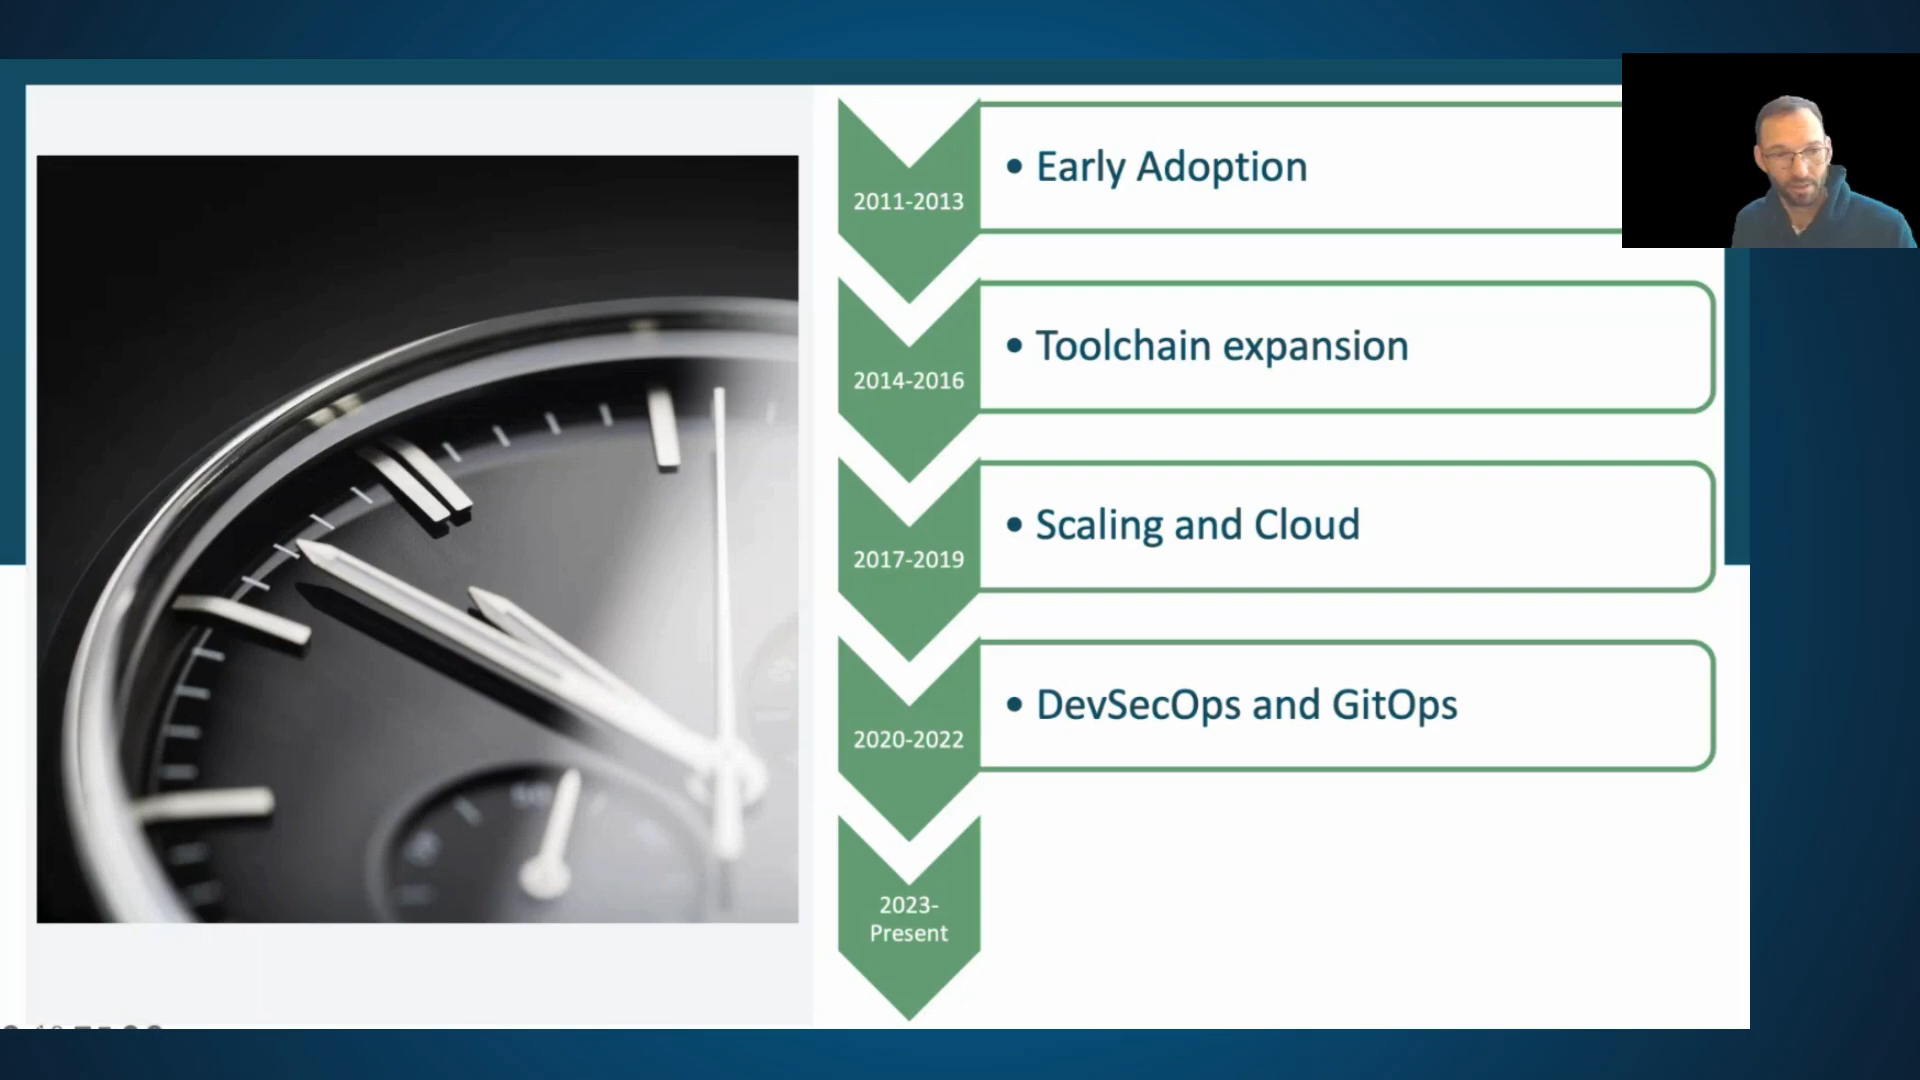 2011-2013
• Early Adoption
2014-2016
• Toolchain expansion
2017-2019
• Scaling and Cloud
2020-2022
• DevSecOps and GitOps
2023-
Present